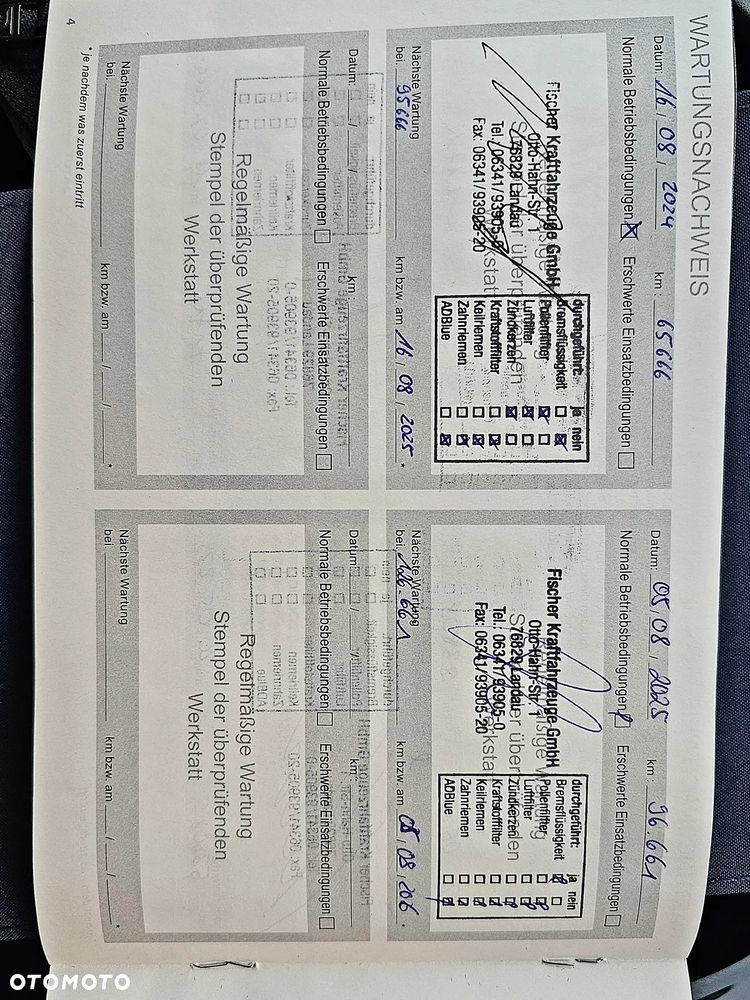 WARTUNGSNACHWEIS
Datum: 16 / 08 / 2024 km : 65666
Normale Betriebsbedingungen Erschwerte Einsatzbedingungen
Fischer Kraftfahrzeuge GmbH
Otto-Hahn-Str. 1
76829 Landau
Tel.: 06341/93905-0
Fax: 06341/93905-20
durchgeführt: ja nein
Bremsflüssigkeit
Pollenfilter
Luftfilter
Zündkerzen
Kraftstoffilter
Keilriemen
Zahnriemen
ADBlue
Nächste Wartung
bei: 95666 km bzw. am 16 / 08 / 2025 *
Datum: 05 / 08 / 2025 km : 96.661
Normale Betriebsbedingungen Erschwerte Einsatzbedingungen
Fischer Kraftfahrzeuge GmbH
Otto-Hahn-Str. 1
76829 Landau
Tel.: 06341/93905-0
Fax: 06341/93905-20
durchgeführt: ja nein
Bremsflüssigkeit
Pollenfilter
Luftfilter
Zündkerzen
Kraftstoffilter
Keilriemen
Zahnriemen
ADBlue
Nächste Wartung
bei: 126.661 km bzw. am 05 / 08 / 206 *
Datum: / / km :
Normale Betriebsbedingungen Erschwerte Einsatzbedingungen
Regelmäßige Wartung
Stempel der überprüfenden
Werkstatt
Nächste Wartung
bei: km bzw. am / / *
Datum: / / km :
Normale Betriebsbedingungen Erschwerte Einsatzbedingungen
Regelmäßige Wartung
Stempel der überprüfenden
Werkstatt
Nächste Wartung
bei: km bzw. am / / *
* je nachdem was zuerst eintritt
4
OTOMOTO